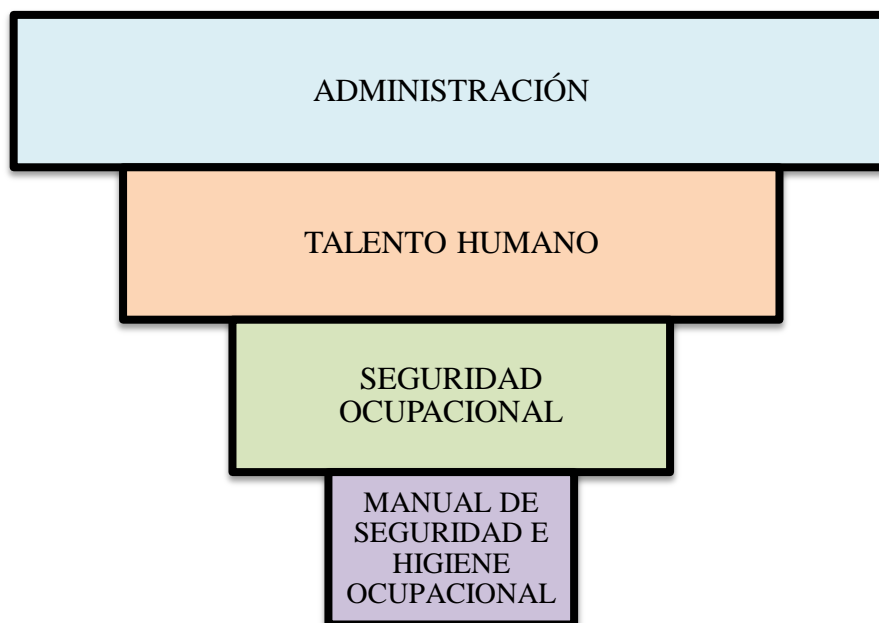 ADMINISTRACIÓN
TALENTO HUMANO
SEGURIDAD
OCUPACIONAL
MANUAL DE
SEGURIDAD E
HIGIENE
OCUPACIONAL